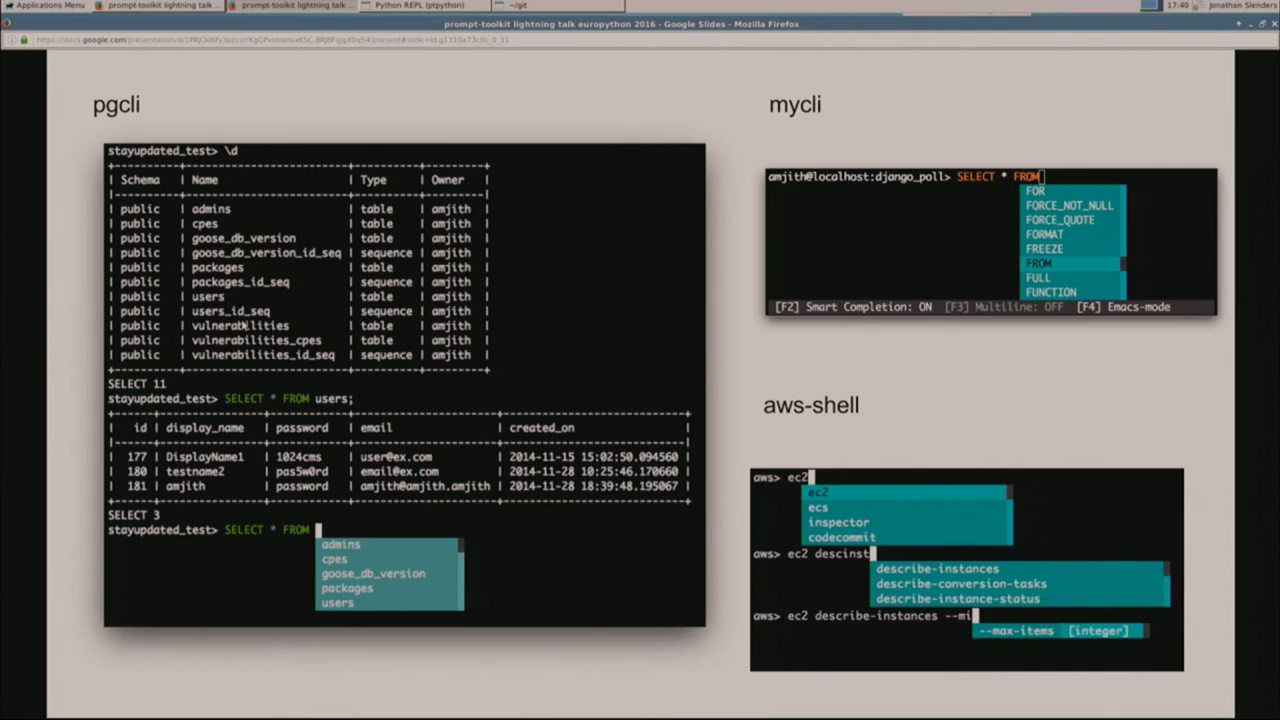 Applications Menu
prompt-toolkit lightning talk ...
prompt-toolkit lightning talk ...
Python REPL (ptpython)
~/git
17:40
Jonathan Slenders
prompt-toolkit lightning talk europython 2016 - Google Slides - Mozilla Firefox
pgcli
stayupdated_test> \d
| Schema | Name | Type | Owner |
| public | admins | table | amjith |
| public | cpes | table | amjith |
| public | goose_db_version | table | amjith |
| public | goose_db_version_id_seq | sequence | amjith |
| public | packages | table | amjith |
| public | packages_id_seq | sequence | amjith |
| public | users | table | amjith |
| public | users_id_seq | sequence | amjith |
| public | vulnerabilities | table | amjith |
| public | vulnerabilities_cpes | table | amjith |
| public | vulnerabilities_id_seq | sequence | amjith |
SELECT 11
stayupdated_test> SELECT * FROM users;
| id | display_name | password | email | created_on |
| 177 | DisplayName1 | 1024cms | user@ex.com | 2014-11-15 15:02:50.094560 |
| 180 | testname2 | pas5w0rd | email@ex.com | 2014-11-28 10:25:46.170660 |
| 181 | amjith | password | amjith@amjith.amjith | 2014-11-28 18:39:48.195067 |
SELECT 3
stayupdated_test> SELECT * FROM
admins
cpes
goose_db_version
packages
users
mycli
amjith@localhost:django_poll> SELECT * FROM
FOR
FORCE_NOT_NULL
FORCE_QUOTE
FORMAT
FREEZE
FROM
FULL
FUNCTION
[F2] Smart Completion: ON [F3] Multiline: OFF [F4] Emacs-mode
aws-shell
aws> ec2
ec2
ecs
inspector
codecommit
aws> ec2 descinst
describe-instances
describe-conversion-tasks
describe-instance-status
aws> ec2 describe-instances --mi
--max-items [integer]